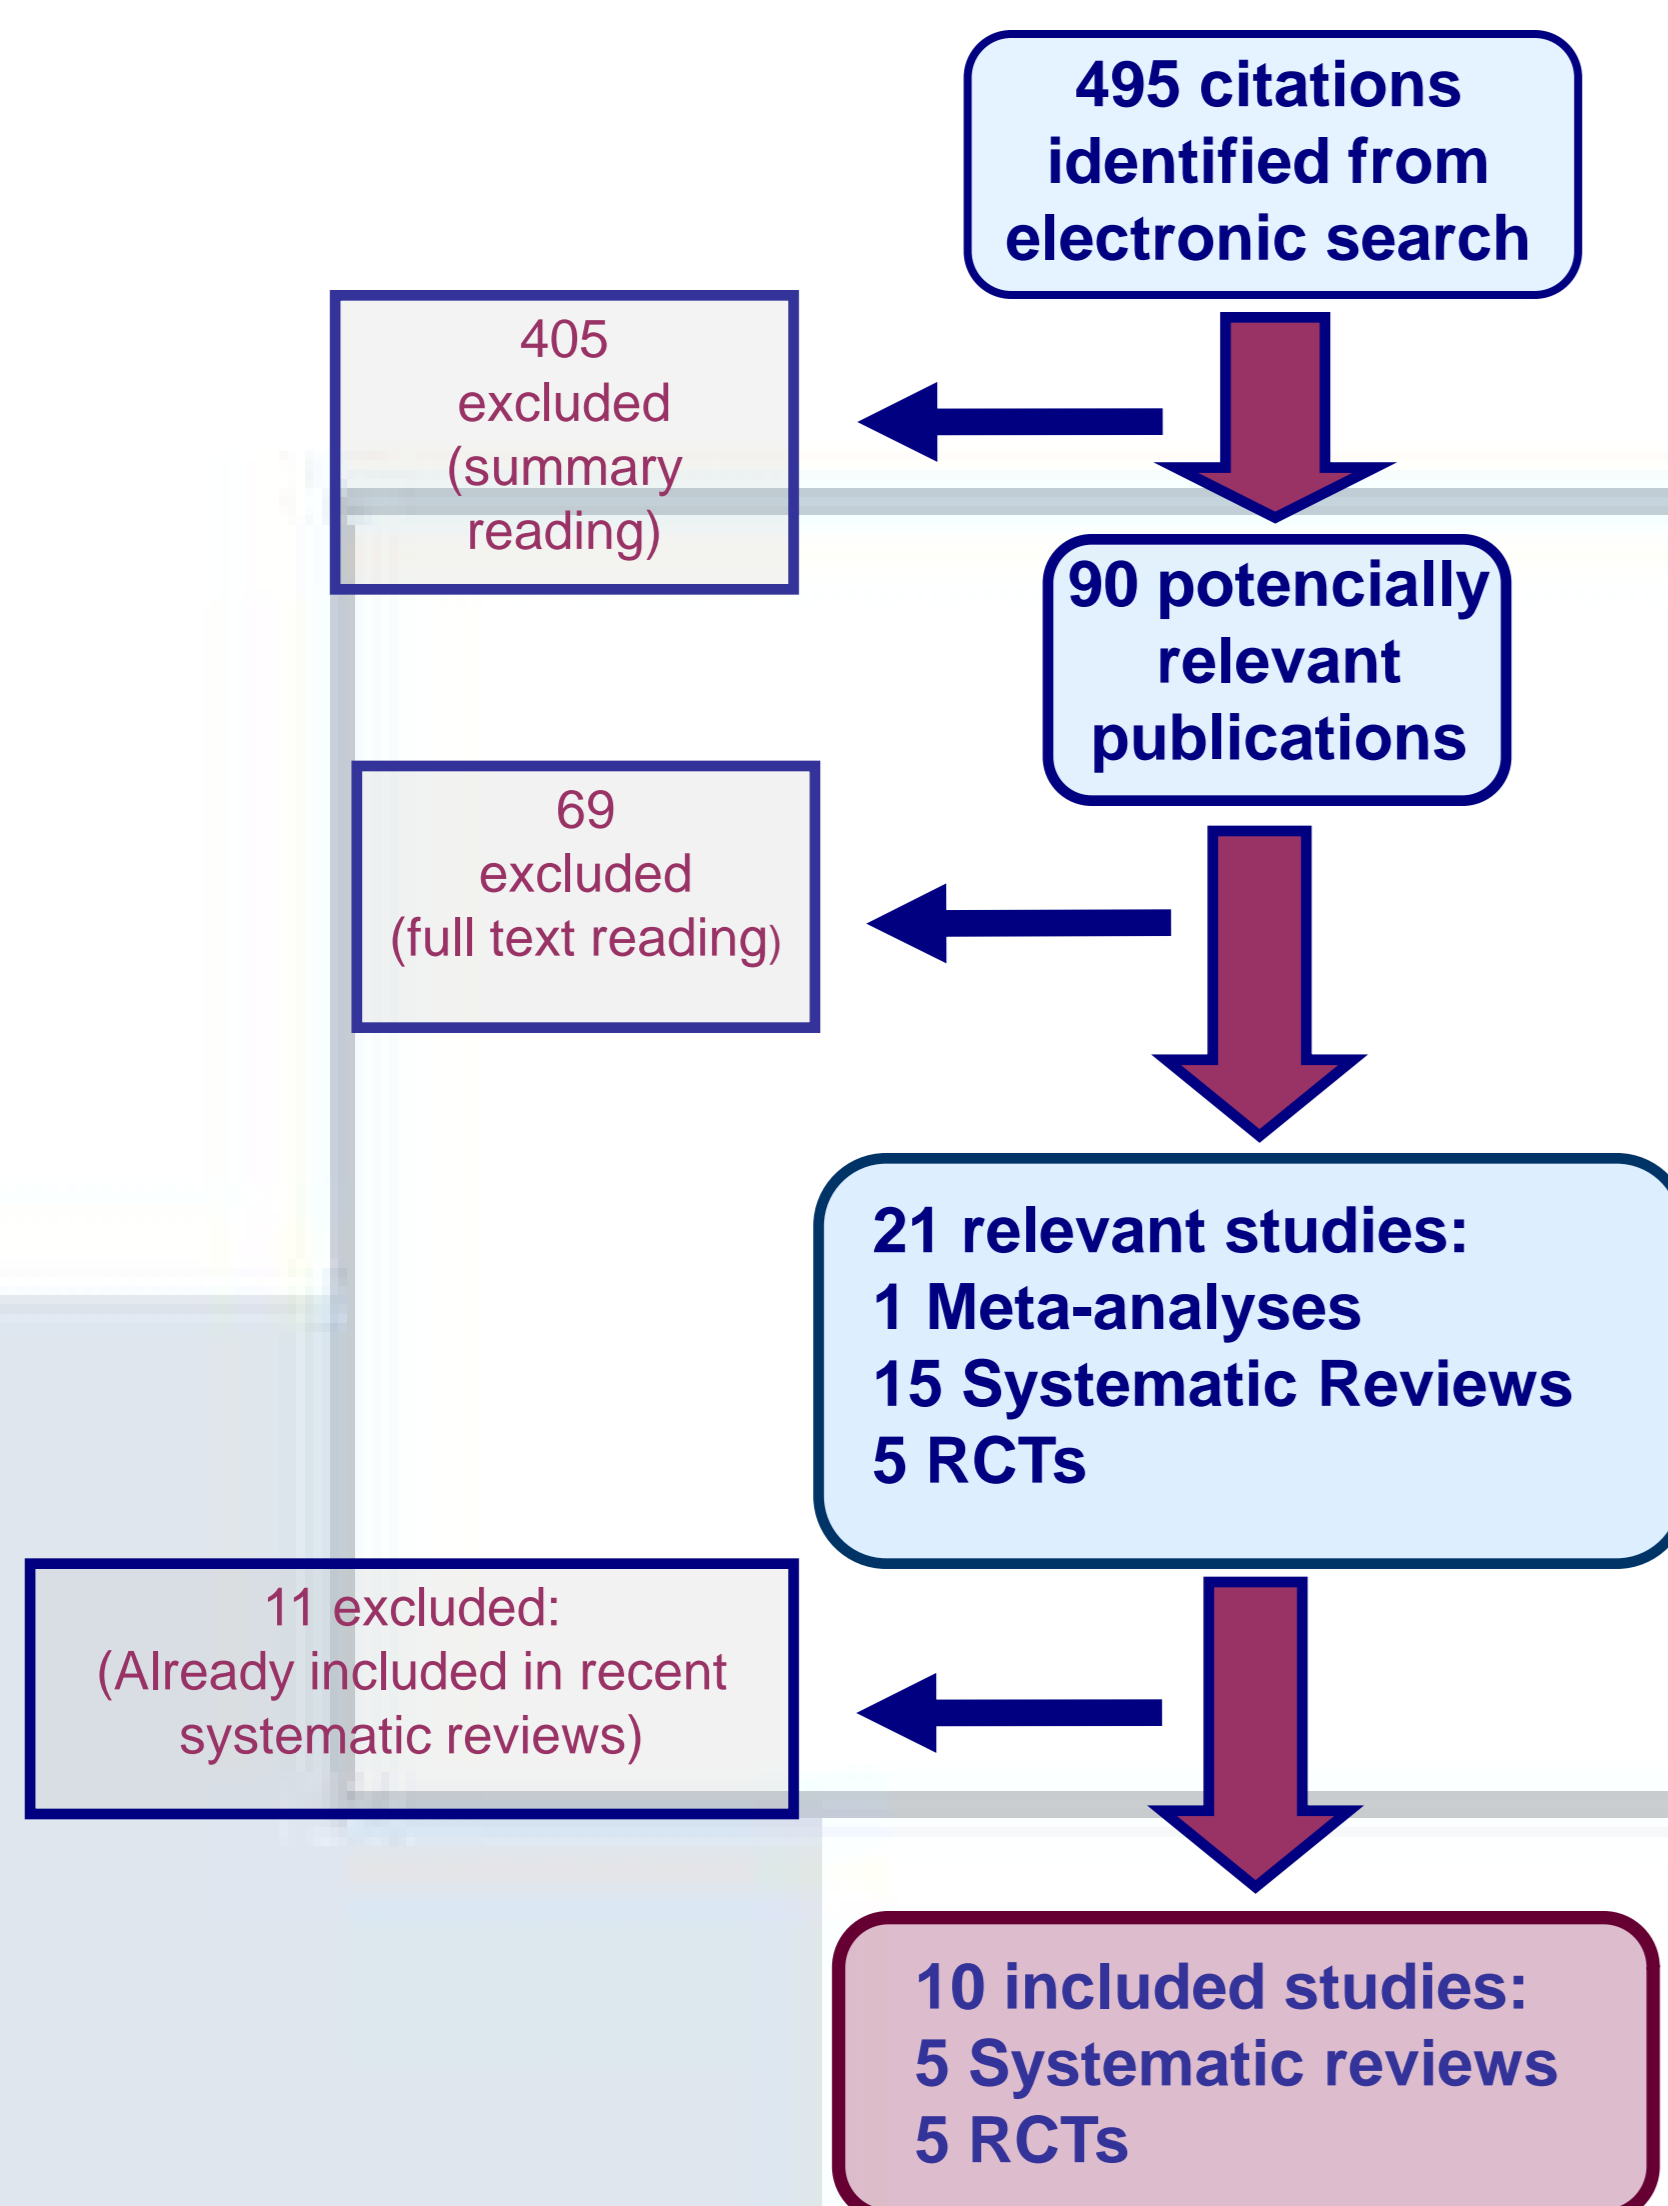 495 citations
identified from
electronic search
405
excluded
(summary
reading)
90 potencially
relevant
publications
69
excluded
(full text reading)
21 relevant studies:
1 Meta-analyses
15 Systematic Reviews
5 RCTs
11 excluded:
(Already included in recent
systematic reviews)
10 included studies:
5 Systematic reviews
5 RCTs